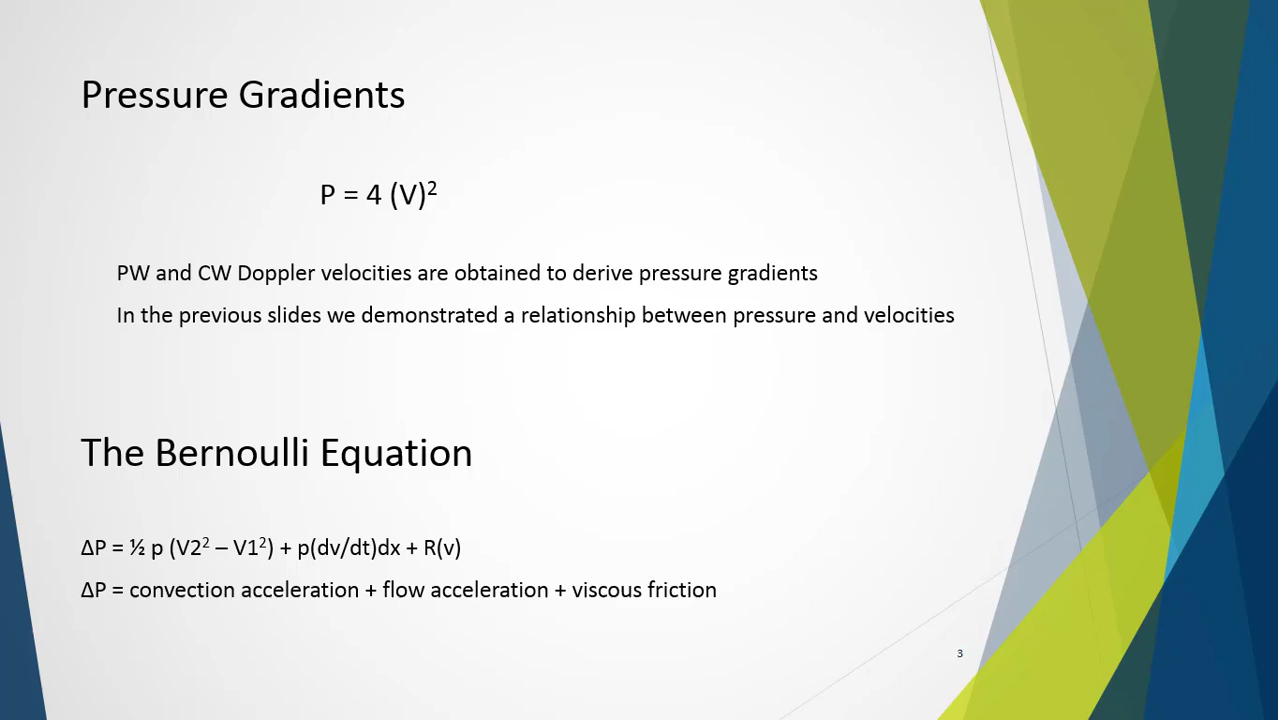 Pressure Gradients
P = 4 (V)²
PW and CW Doppler velocities are obtained to derive pressure gradients
In the previous slides we demonstrated a relationship between pressure and velocities
The Bernoulli Equation
ΔP = ½ p (V2² – V1²) + p(dv/dt)dx + R(v)
ΔP = convection acceleration + flow acceleration + viscous friction
3